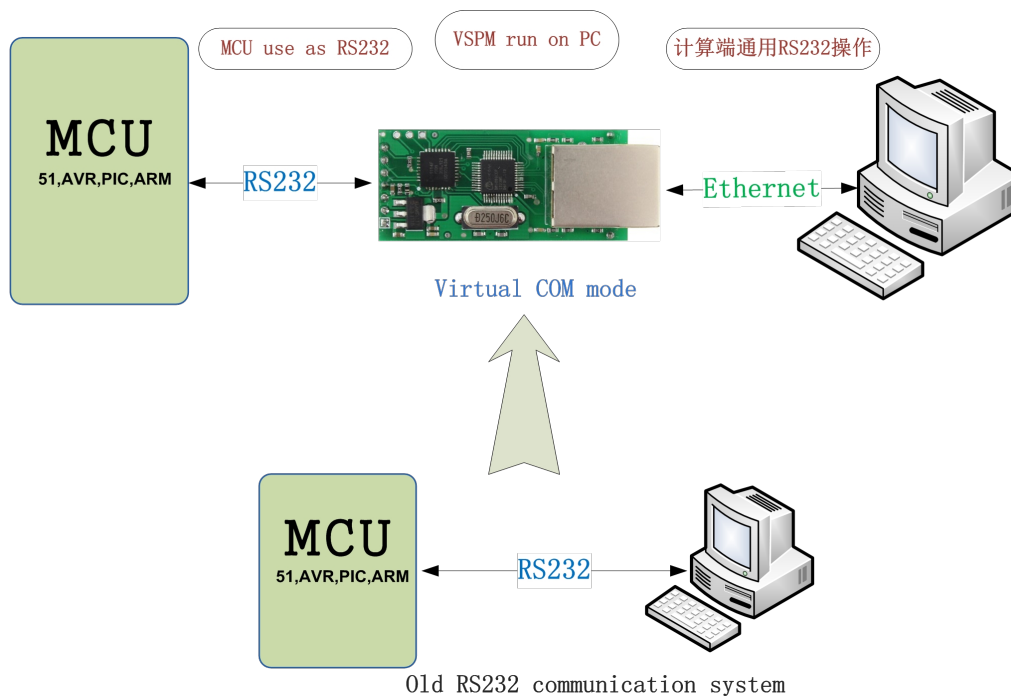 MCU use as RS232
VSPM run on PC
计算端通用RS232操作
MCU
51,AVR,PIC,ARM
RS232
D250J6C
Ethernet
Virtual COM mode
MCU
51,AVR,PIC,ARM
RS232
Old RS232 communication system